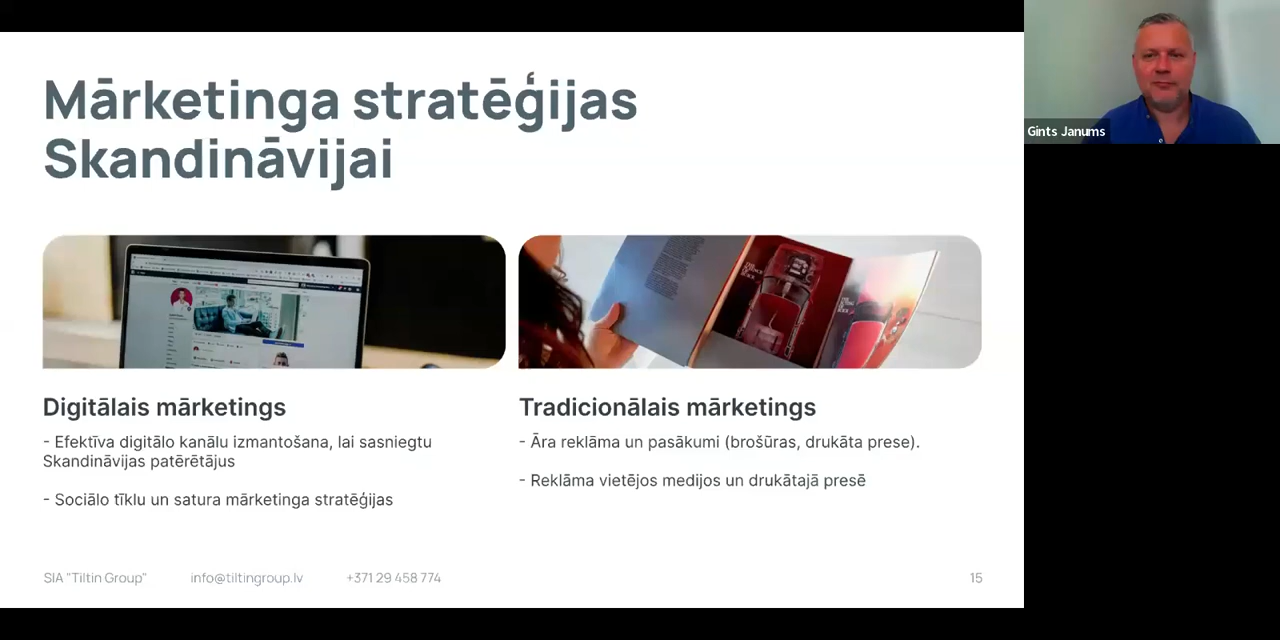 Mārketinga stratēģijas
Skandināvijai
Digitālais mārketings
- Efektīva digitālo kanālu izmantošana, lai sasniegtu
Skandināvijas patērētājus
- Sociālo tīklu un satura mārketinga stratēģijas
Tradicionālais mārketings
- Āra reklāma un pasākumi (brošūras, drukāta prese).
- Reklāma vietējos medijos un drukātajā presē
SIA "Tiltin Group" info@tiltingroup.lv +371 29 458 774 15
Gints Janums